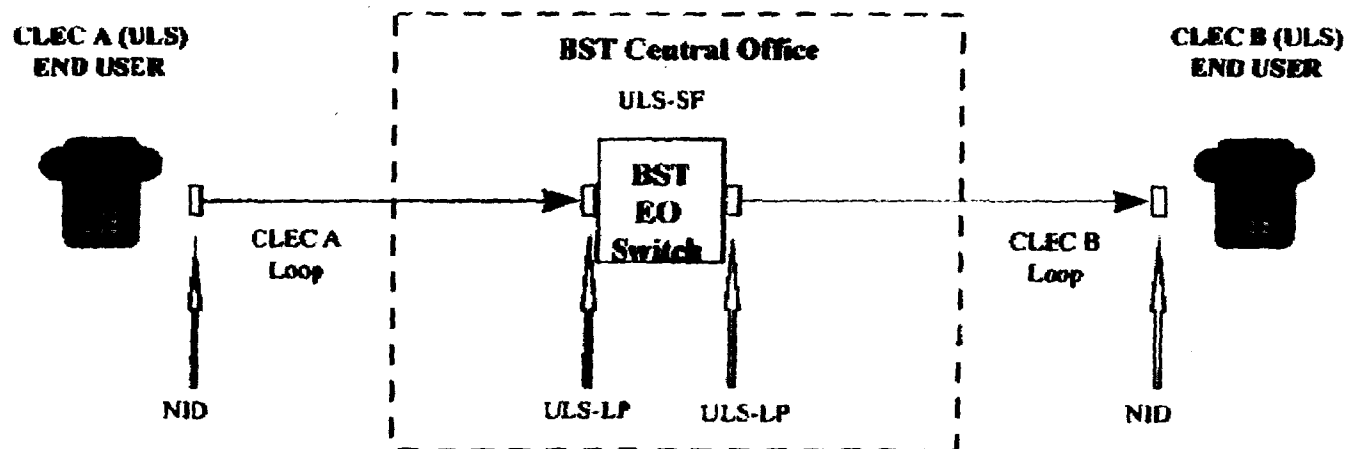 CLEC A (ULS)
END USER
BST Central Office
ULS-SF
CLEC B (ULS)
END USER
BST
EO
Switch
CLEC A
Loop
CLEC B
Loop
NID
ULS-LP
ULS-LP
NID